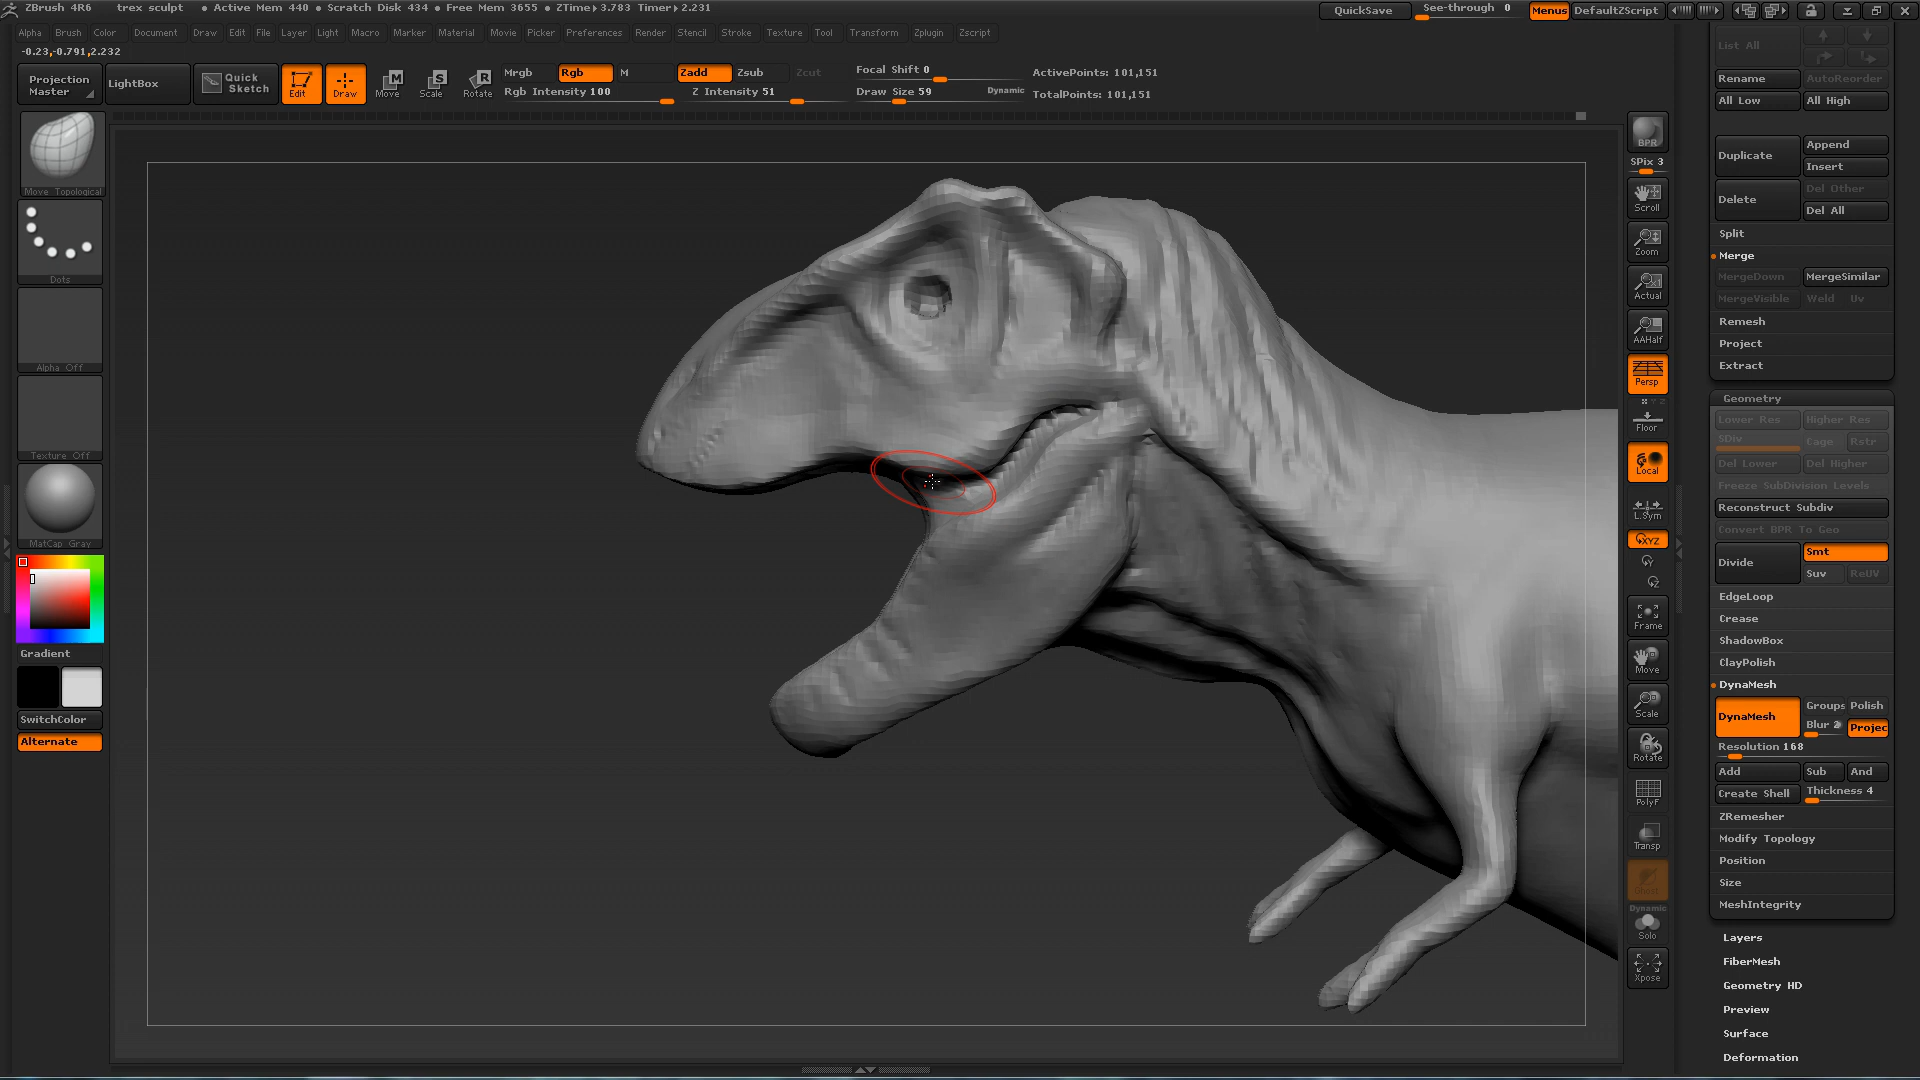 ZBrush 4R6 trex sculpt • Active Mem 440 • Scratch Disk 434 • Free Mem 3655 • ZTime▸3.783 Timer▸2.231
QuickSave See-through 0 Menus DefaultZScript
Alpha Brush Color Document Draw Edit File Layer Light Macro Marker Material Movie Picker Preferences Render Stencil Stroke Texture Tool Transform Zplugin Zscript
-0.23,-0.791,2.232
Projection Master
LightBox
Quick Sketch
Edit
Draw
Move
Scale
Rotate
Mrgb Rgb M
Rgb Intensity 100
Zadd Zsub Zcut
Z Intensity 51
Focal Shift 0
Draw Size 59 Dynamic
ActivePoints: 101,151
TotalPoints: 101,151
Move Topological
Dots
Alpha Off
Texture Off
MatCap Gray
Gradient
SwitchColor
Alternate
BPR
SPix 3
Scroll
Zoom
Actual
AAHalf
Persp
Floor
Local
L.Sym
XYZ
Y
Z
Frame
Move
Scale
Rotate
PolyF
Transp
Ghost
Dynamic
Solo
Xpose
List All
Rename AutoReorder
All Low All High
Duplicate Append
Insert
Delete Del Other
Del All
Split
Merge
MergeDown MergeSimilar
MergeVisible Weld Uv
Remesh
Project
Extract
Geometry
Lower Res Higher Res
SDiv Cage Rstr
Del Lower Del Higher
Freeze SubDivision Levels
Reconstruct Subdiv
Convert BPR To Geo
Divide Smt
Suv ReUV
EdgeLoop
Crease
ShadowBox
ClayPolish
DynaMesh
DynaMesh Groups Polish
Blur 2 Projec
Resolution 168
Add Sub And
Create Shell Thickness 4
ZRemesher
Modify Topology
Position
Size
MeshIntegrity
Layers
FiberMesh
Geometry HD
Preview
Surface
Deformation